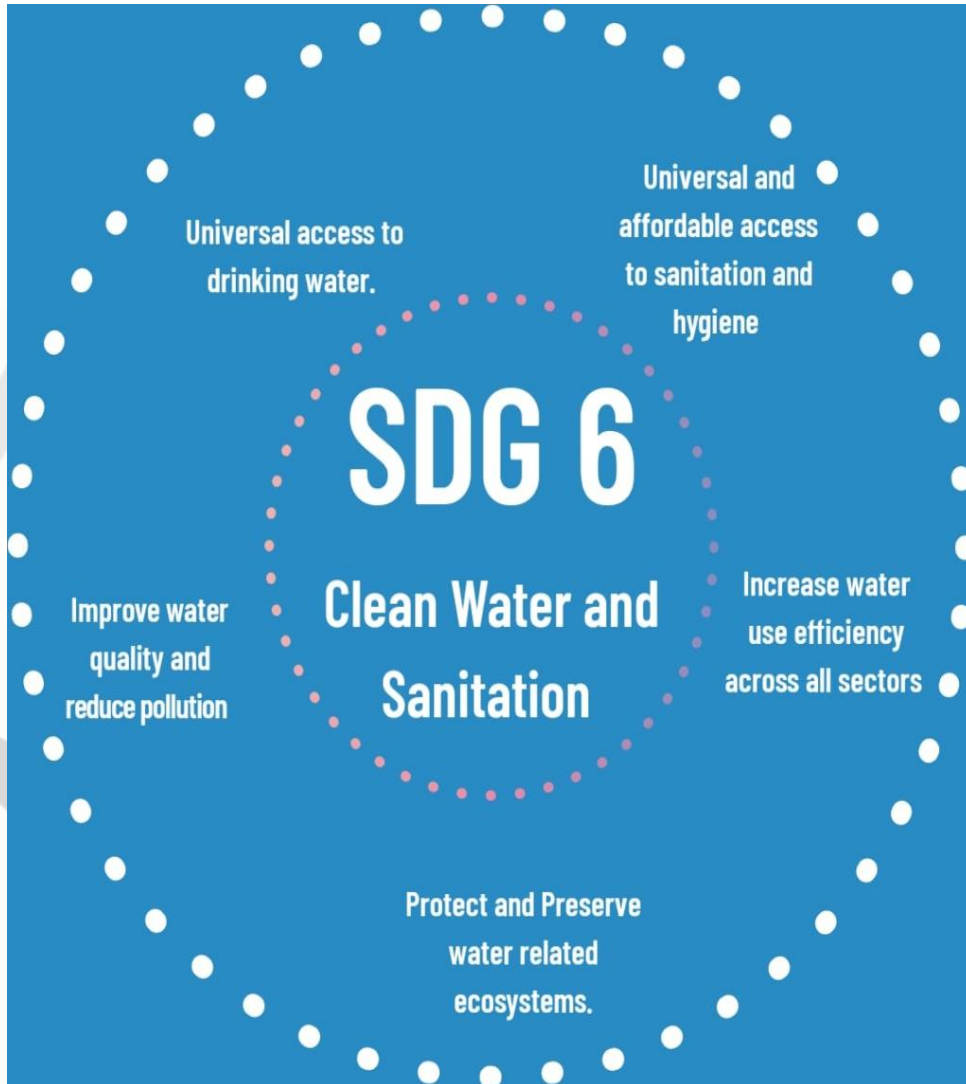 Universal access to
drinking water.
Universal and
affordable access
to sanitation and
hygiene
SDG 6
Clean Water and
Sanitation
Improve water
quality and
reduce pollution
Increase water
use efficiency
across all sectors
Protect and Preserve
water related
ecosystems.